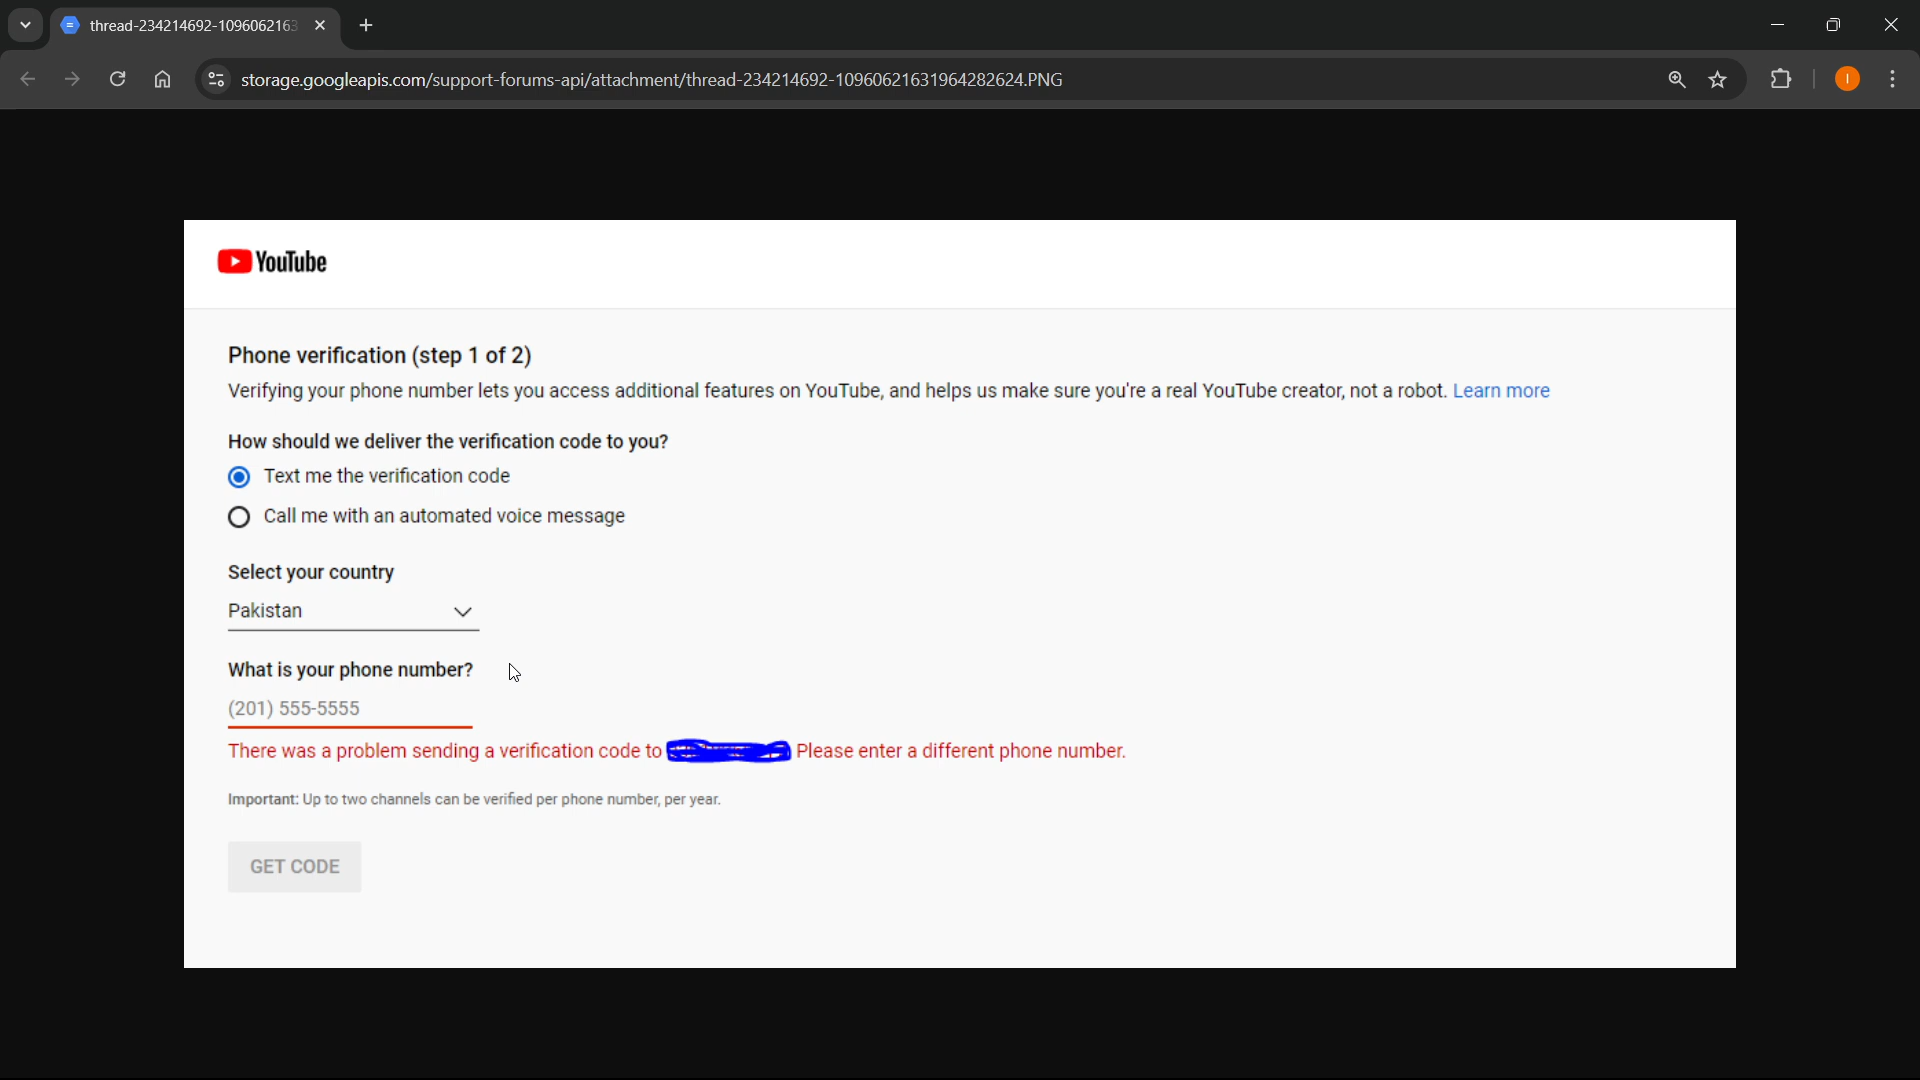 thread-234214692-109606216
storage.googleapis.com/support-forums-api/attachment/thread-234214692-10960621631964282624.PNG
I
YouTube
Phone verification (step 1 of 2)
Verifying your phone number lets you access additional features on YouTube, and helps us make sure you're a real YouTube creator, not a robot. Learn more
How should we deliver the verification code to you?
Text me the verification code
Call me with an automated voice message
Select your country
Pakistan
What is your phone number?
(201) 555-5555
There was a problem sending a verification code to Please enter a different phone number.
Important: Up to two channels can be verified per phone number, per year.
GET CODE